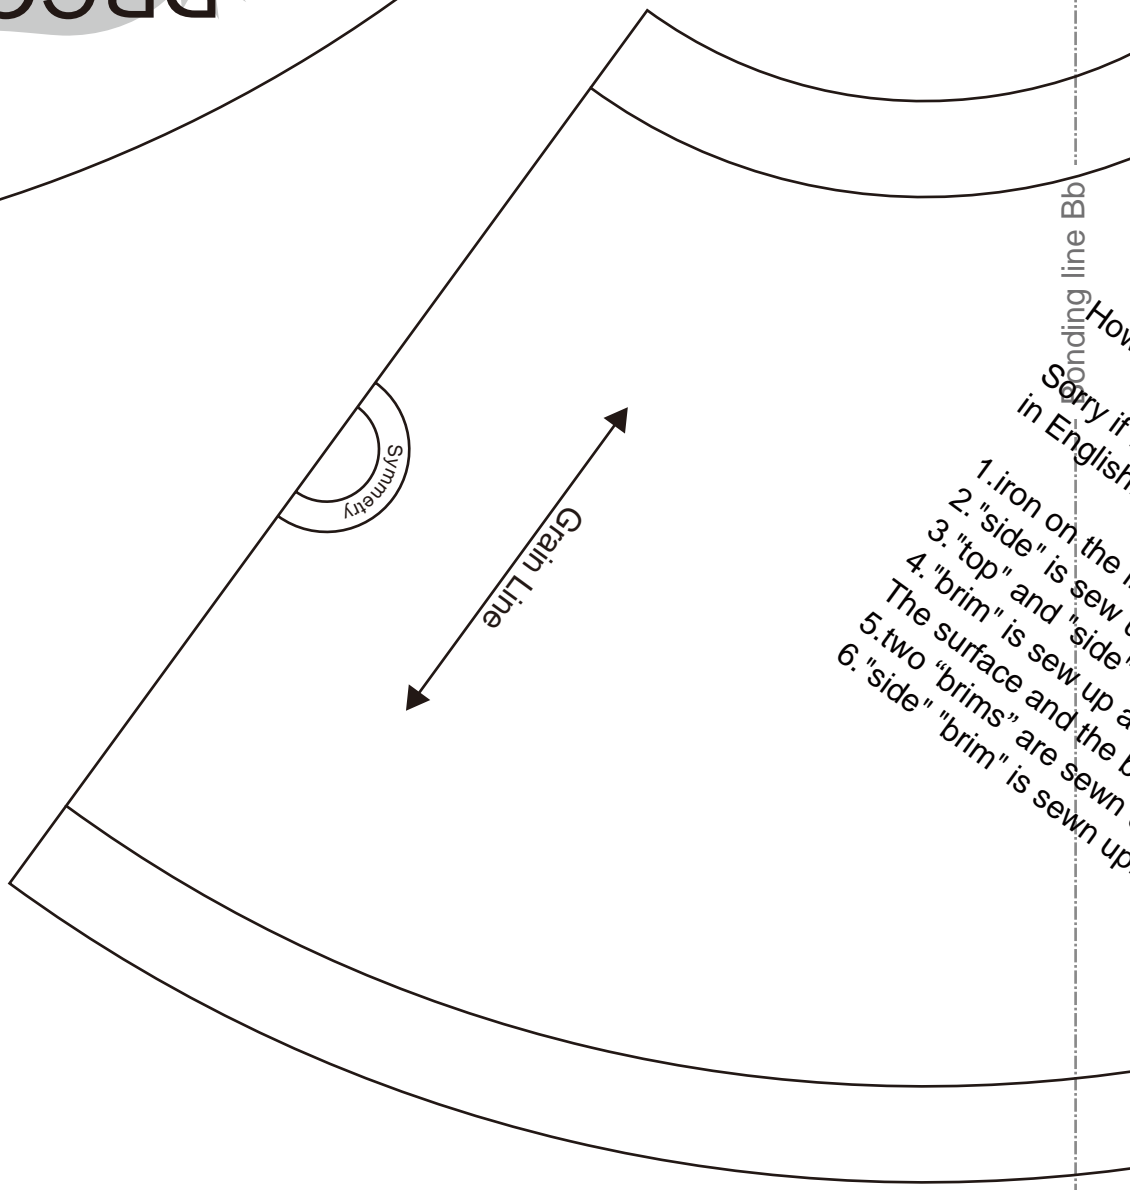 Bonding line Bb
Symmetry
Grain Line
How
Sorry if
in English
1.iron on the
2. "side" is sew
3. "top" and "side"
4. "brim" is sew up a
The surface and the b
5.two “brims” are sewn
6. "side" "brim" is sewn up